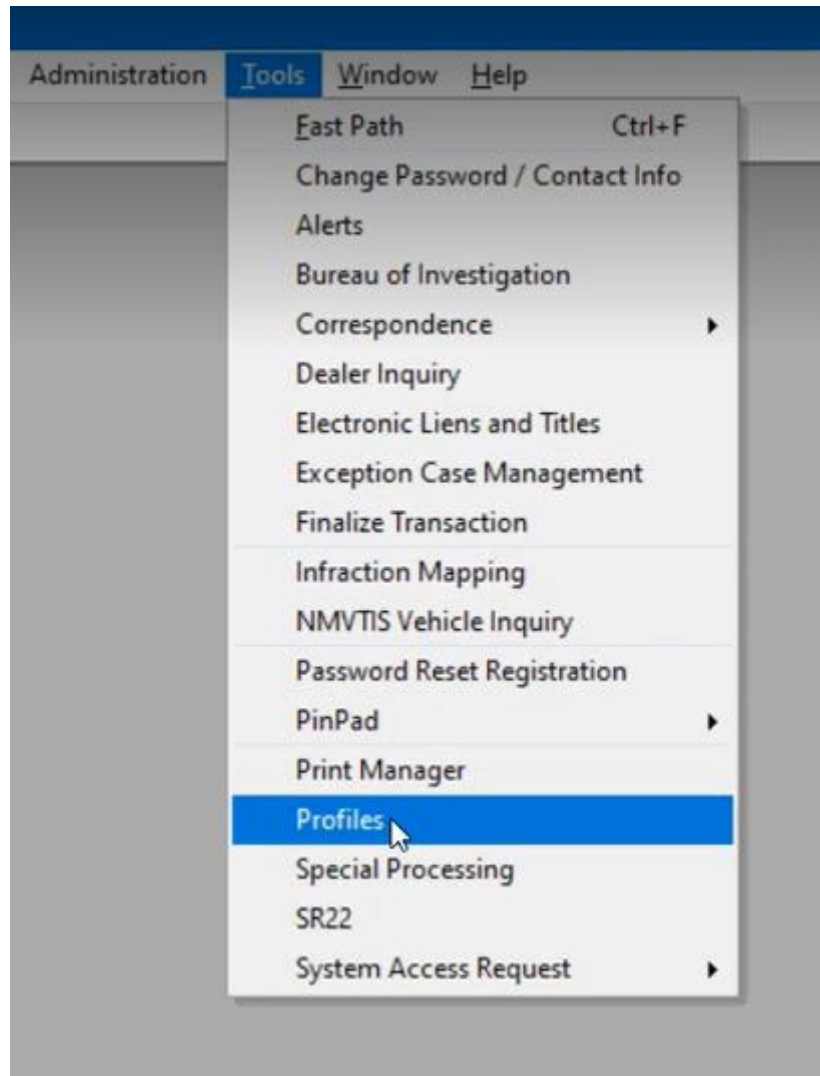 Administration Tools Window Help
Fast Path Ctrl+F
Change Password / Contact Info
Alerts
Bureau of Investigation
Correspondence
Dealer Inquiry
Electronic Liens and Titles
Exception Case Management
Finalize Transaction
Infraction Mapping
NMVTIS Vehicle Inquiry
Password Reset Registration
PinPad
Print Manager
Profiles
Special Processing
SR22
System Access Request